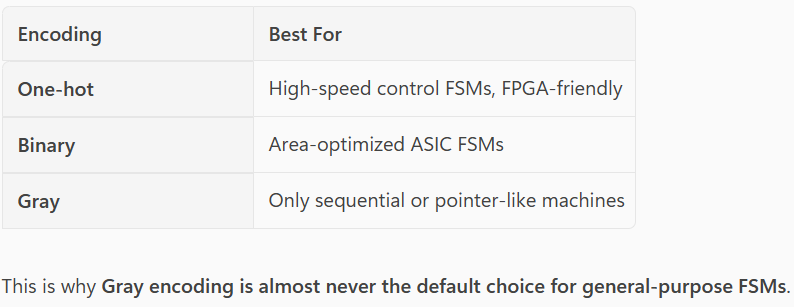 Encoding Best For
One-hot High-speed control FSMs, FPGA-friendly
Binary Area-optimized ASIC FSMs
Gray Only sequential or pointer-like machines
This is why Gray encoding is almost never the default choice for general-purpose FSMs.